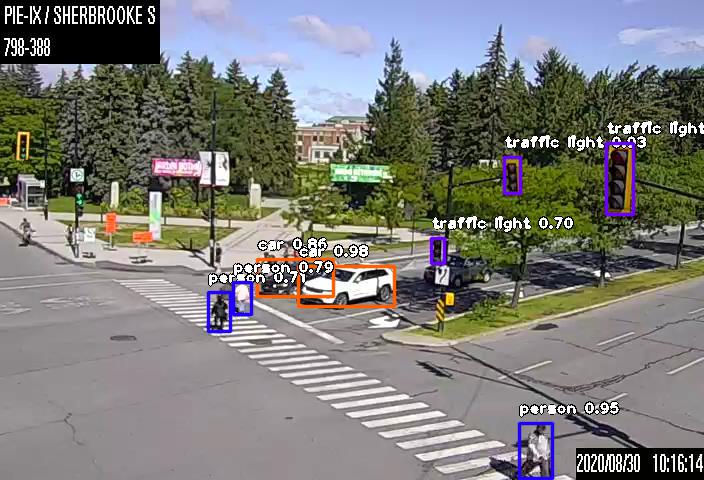 PIE-IX / SHERBROOKE S
798-388
traffic light
traffic light 0.93
traffic light 0.70
car 0.86
car 0.98
person 0.79
person 0.71
person 0.95
2020/08/30 10:16:14